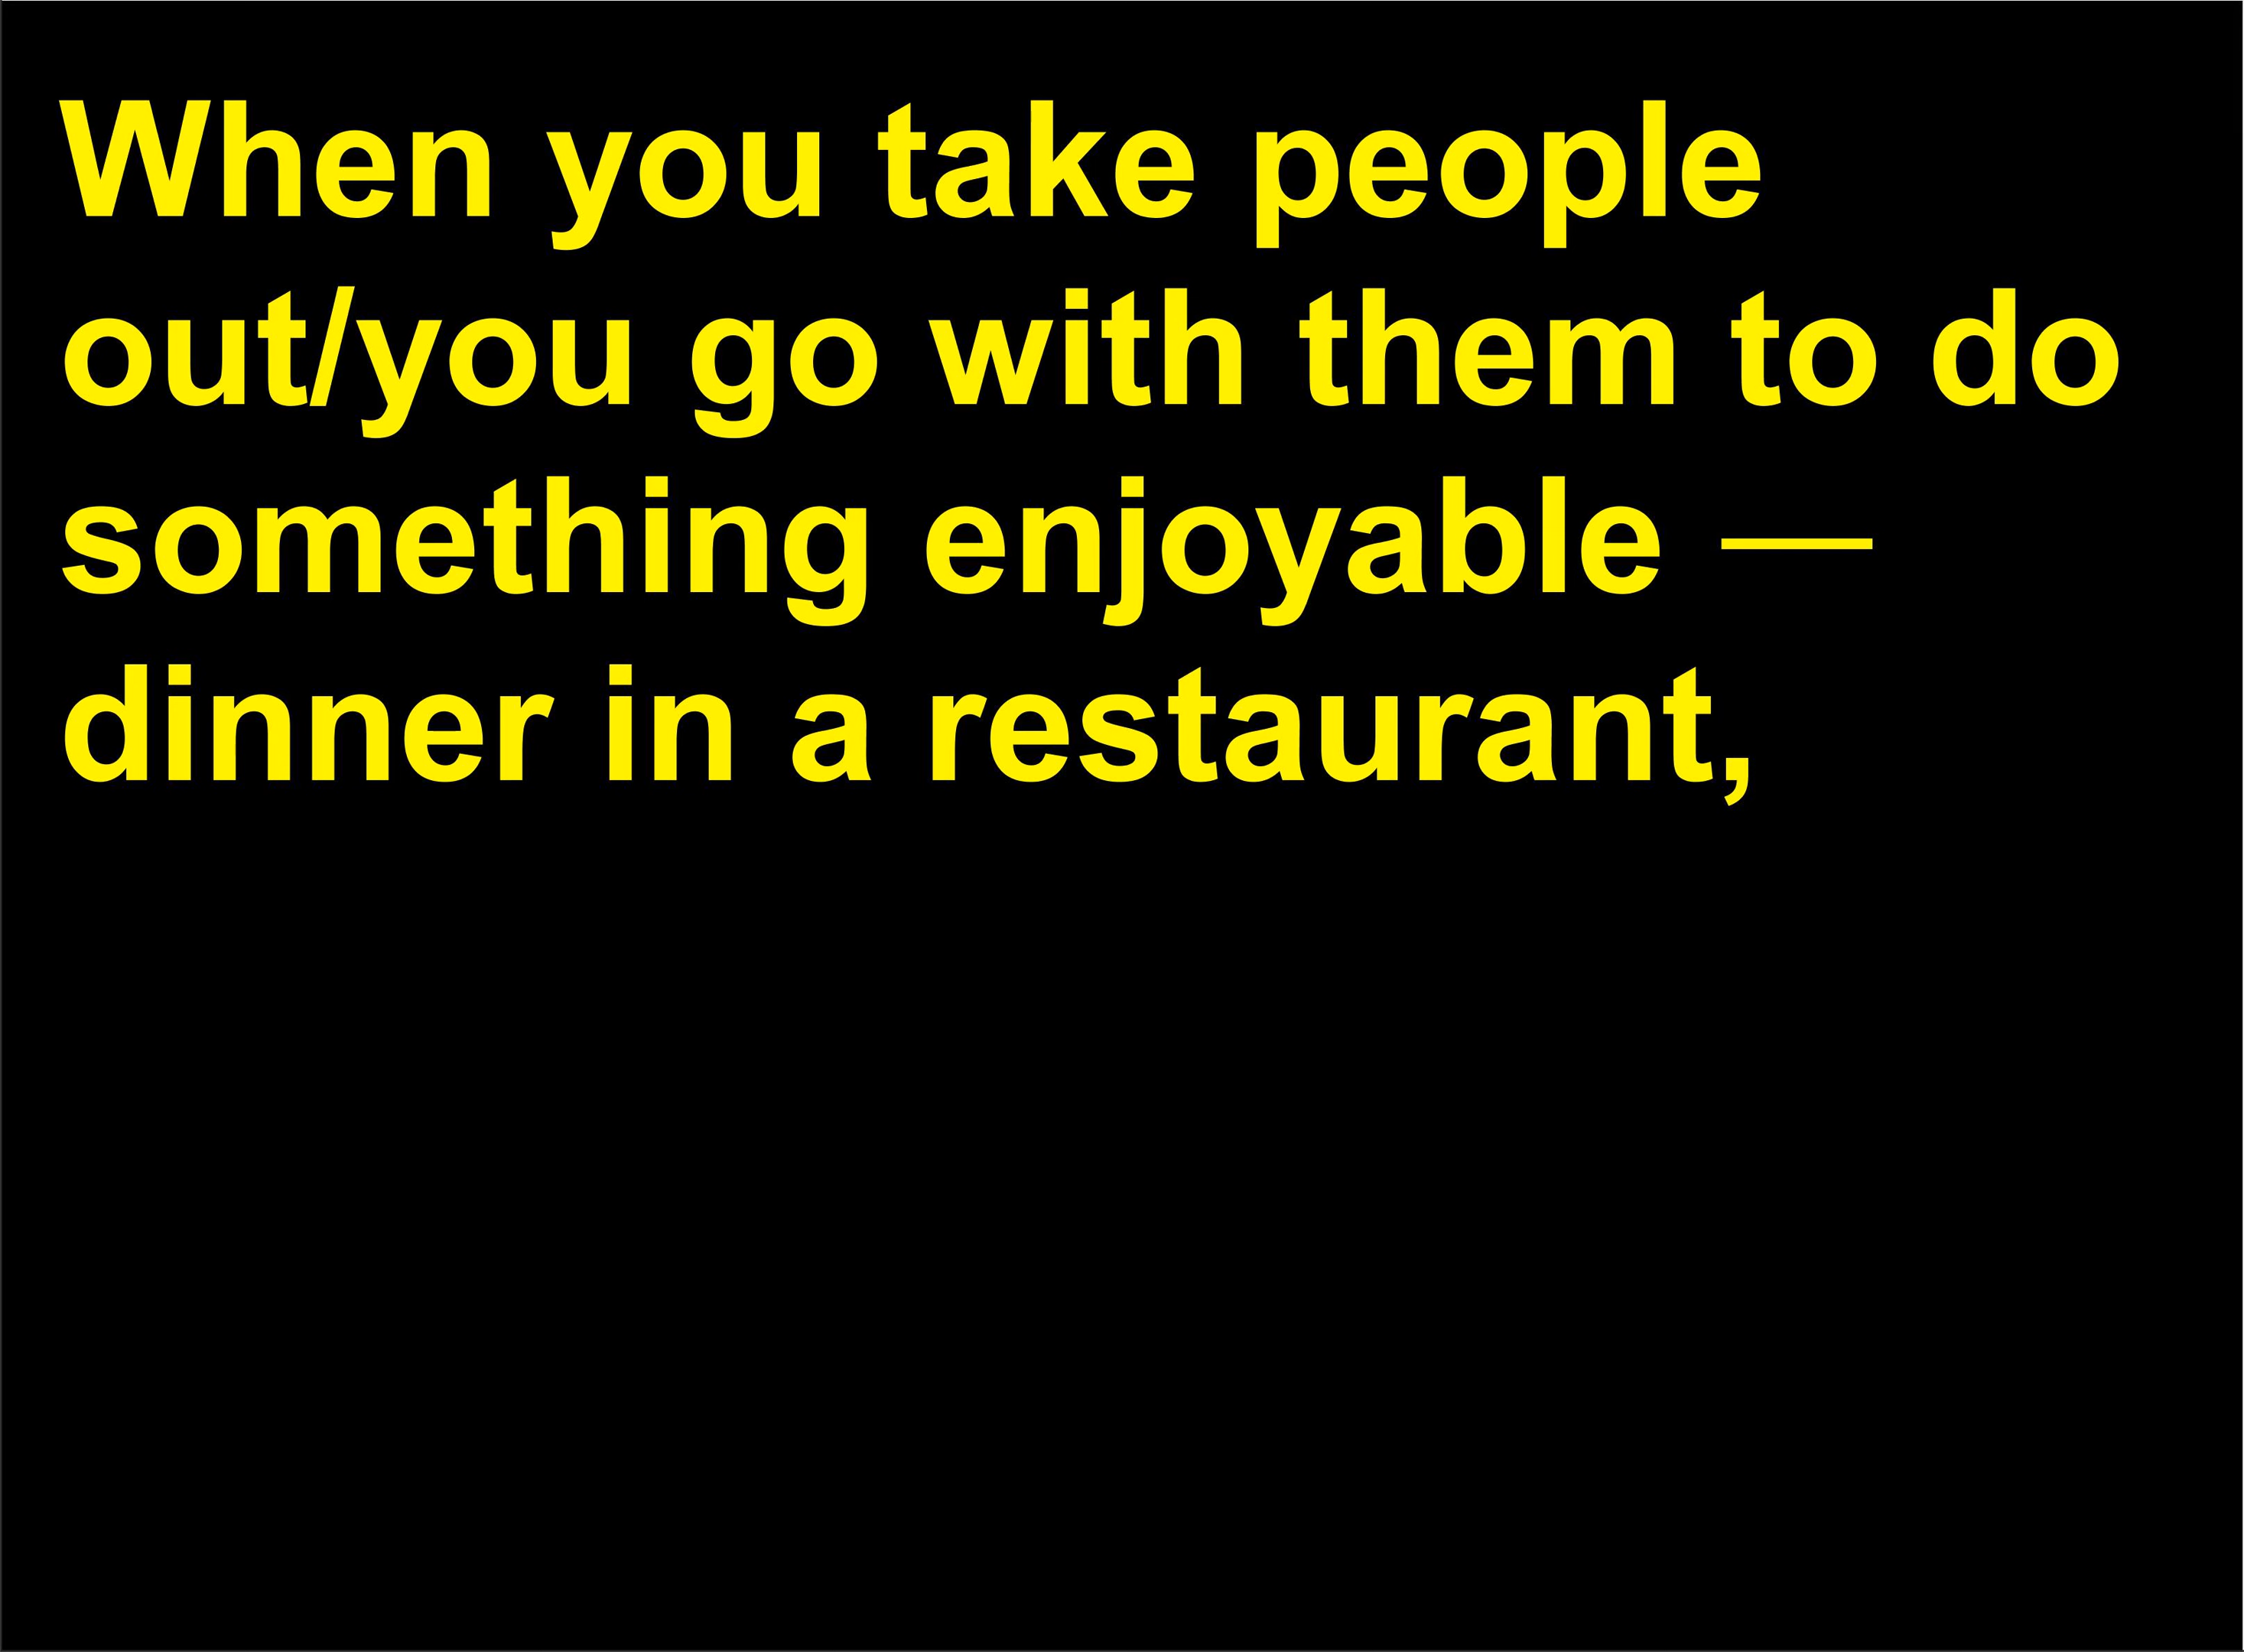 When you take people
out/you go with them to do
something enjoyable —
dinner in a restaurant,